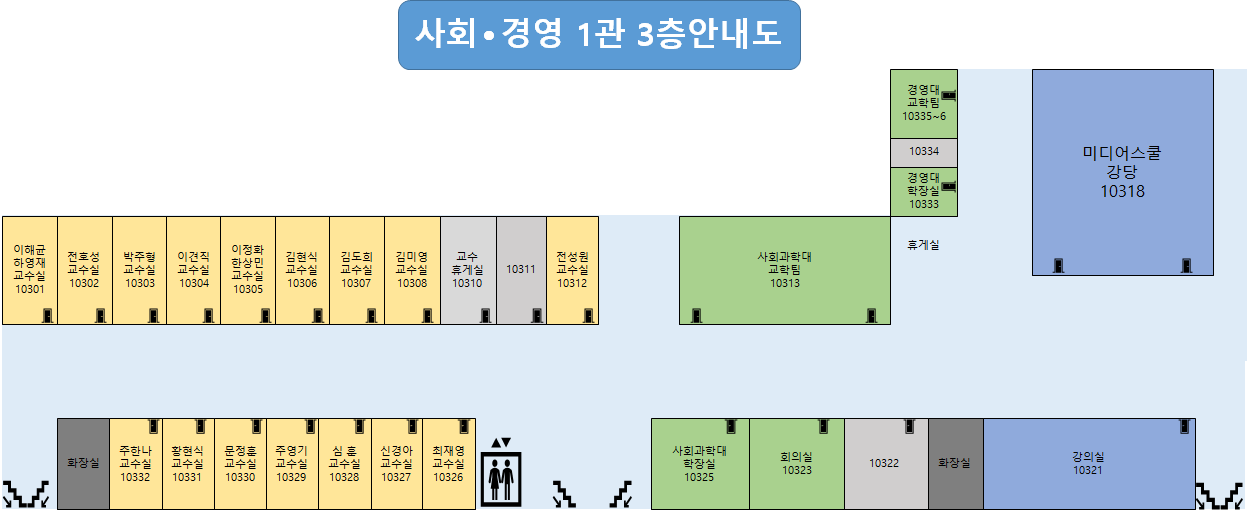 사회•경영 1관 3층안내도
경영대
교학팀
10335~6
10334
경영대
학장실
10333
미디어스쿨
강당
10318
휴게실
이해균
하영재
교수실
10301
전호성
교수실
10302
박주형
교수실
10303
이견직
교수실
10304
이정화
한상민
교수실
10305
김현식
교수실
10306
김도희
교수실
10307
김미영
교수실
10308
교수
휴게실
10310
10311
전성원
교수실
10312
사회과학대
교학팀
10313
화장실
주한나
교수실
10332
황현식
교수실
10331
문정훈
교수실
10330
주영기
교수실
10329
심 훈
교수실
10328
신경아
교수실
10327
최재영
교수실
10326
사회과학대
학장실
10325
회의실
10323
10322
화장실
강의실
10321